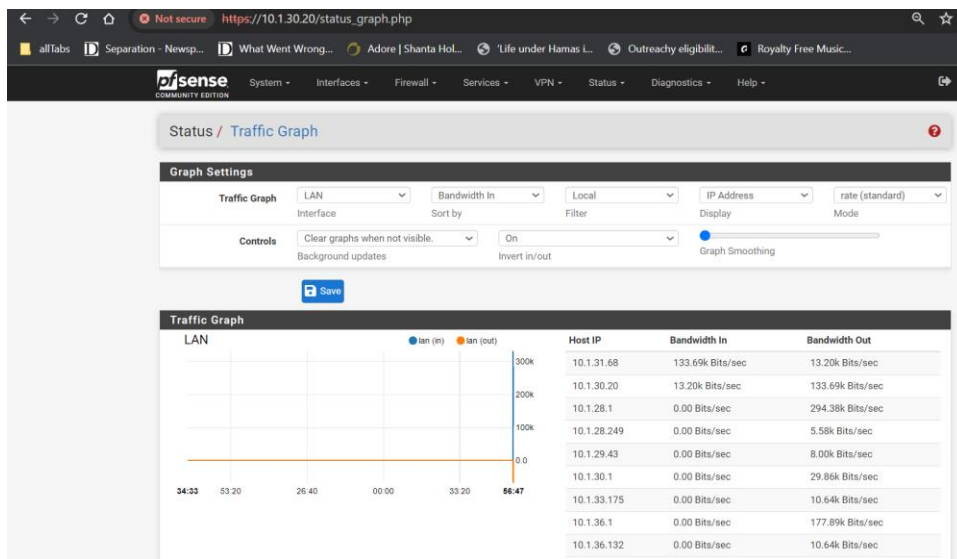 Not secure https://10.1.30.20/status_graph.php
allTabs Separation - Newsp... What Went Wrong... Adore | Shanta Hol... 'Life under Hamas i... Outreachy eligibilit... Royalty Free Music...
pfsense COMMUNITY EDITION System Interfaces Firewall Services VPN Status Diagnostics Help
Status / Traffic Graph
Graph Settings
Traffic Graph LAN Bandwidth In Local IP Address rate (standard)
Interface Sort by Filter Display Mode
Controls Clear graphs when not visible. On
Background updates Invert in/out Graph Smoothing
Save
Traffic Graph
LAN lan (in) lan (out)
300k
200k
100k
0.0
34:33 53:20 26:40 00:00 33:20 56:47
Host IP Bandwidth In Bandwidth Out
10.1.31.68 133.69k Bits/sec 13.20k Bits/sec
10.1.30.20 13.20k Bits/sec 133.69k Bits/sec
10.1.28.1 0.00 Bits/sec 294.38k Bits/sec
10.1.28.249 0.00 Bits/sec 5.58k Bits/sec
10.1.29.43 0.00 Bits/sec 8.00k Bits/sec
10.1.30.1 0.00 Bits/sec 29.86k Bits/sec
10.1.33.175 0.00 Bits/sec 10.64k Bits/sec
10.1.36.1 0.00 Bits/sec 177.89k Bits/sec
10.1.36.132 0.00 Bits/sec 10.64k Bits/sec